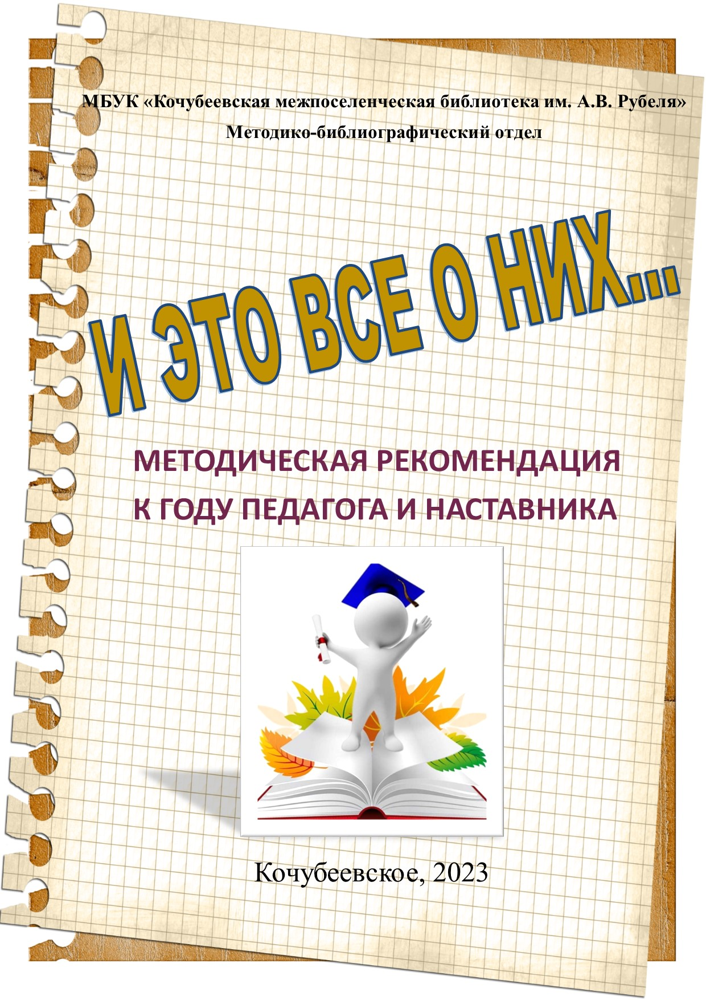 МБУК «Кочубеевская межпоселенческая библиотека им. А.В. Рубеля»
Методико-библиографический отдел
И ЭТО ВСЕ О НИХ...
МЕТОДИЧЕСКАЯ РЕКОМЕНДАЦИЯ
К ГОДУ ПЕДАГОГА И НАСТАВНИКА
Кочубеевское, 2023